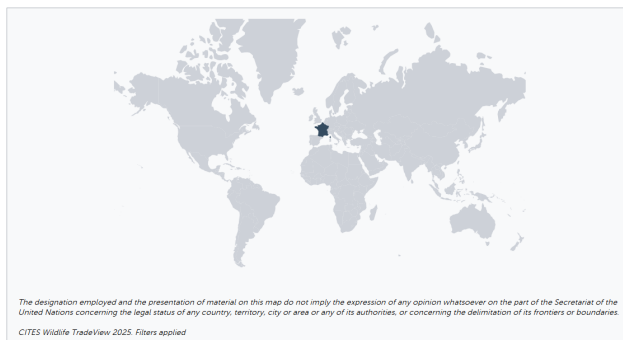 The designation employed and the presentation of material on this map do not imply the expression of any opinion whatsoever on the part of the Secretariat of the
United Nations concerning the legal status of any country, territory, city or area or any of its authorities, or concerning the delimitation of its frontiers or boundaries.
CITES Wildlife TradeView 2025. Filters applied